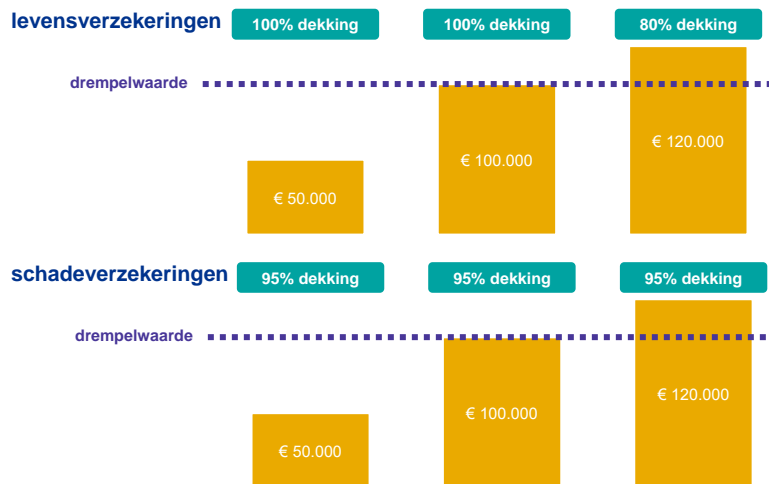 levensverzekeringen
100% dekking
100% dekking
80% dekking
drempelwaarde
€ 50.000
€ 100.000
€ 120.000
schadeverzekeringen
95% dekking
95% dekking
95% dekking
drempelwaarde
€ 50.000
€ 100.000
€ 120.000